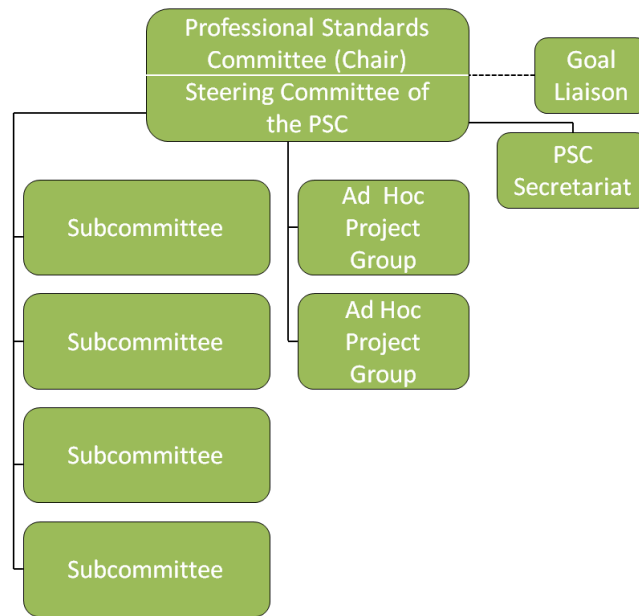 Professional Standards
Committee (Chair)
Steering Committee of
the PSC
Goal
Liaison
PSC
Secretariat
Subcommittee
Ad Hoc
Project
Group
Subcommittee
Ad Hoc
Project
Group
Subcommittee
Subcommittee